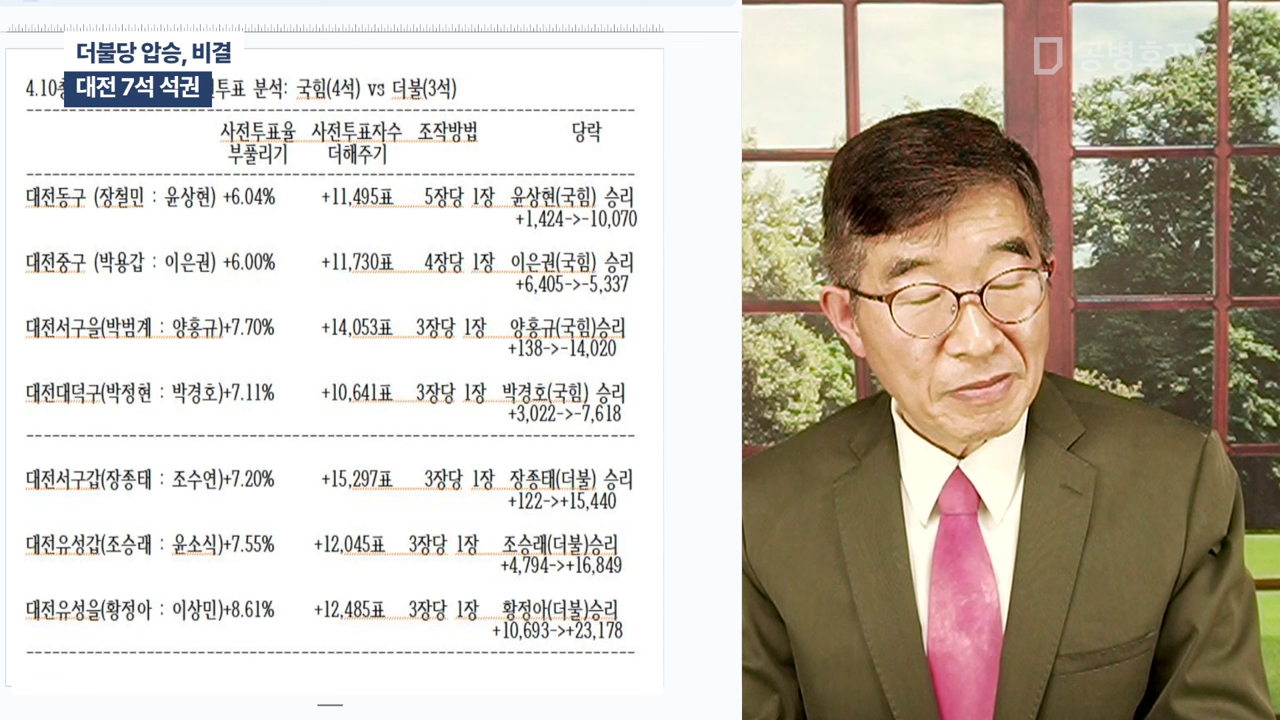 더불당 압승, 비결
대전 7석 석권
4.10총 투표 분석: 국힘(4석) vs 더불(3석)
사전투표율 사전투표자수 조작방법 당락
부풀리기 더해주기
대전동구 (장철민 : 윤상현) +6.04% +11,495표 5장당 1장 윤상현(국힘) 승리
+1,424->-10,070
대전중구 (박용갑 : 이은권) +6.00% +11,730표 4장당 1장 이은권(국힘) 승리
+6,405->-5,337
대전서구을(박범계 : 양홍규)+7.70% +14,053표 3장당 1장 양홍규(국힘)승리
+138->-14,020
대전대덕구(박정현 : 박경호)+7.11% +10,641표 3장당 1장 박경호(국힘) 승리
+3,022->-7,618
대전서구갑(장종태 : 조수연)+7.20% +15,297표 3장당 1장 장종태(더불) 승리
+122->+15,440
대전유성갑(조승래 : 윤소식)+7.55% +12,045표 3장당 1장 조승래(더불)승리
+4,794->+16,849
대전유성을(황정아 : 이상민)+8.61% +12,485표 3장당 1장 황정아(더불)승리
+10,693->+23,178
공병호TV